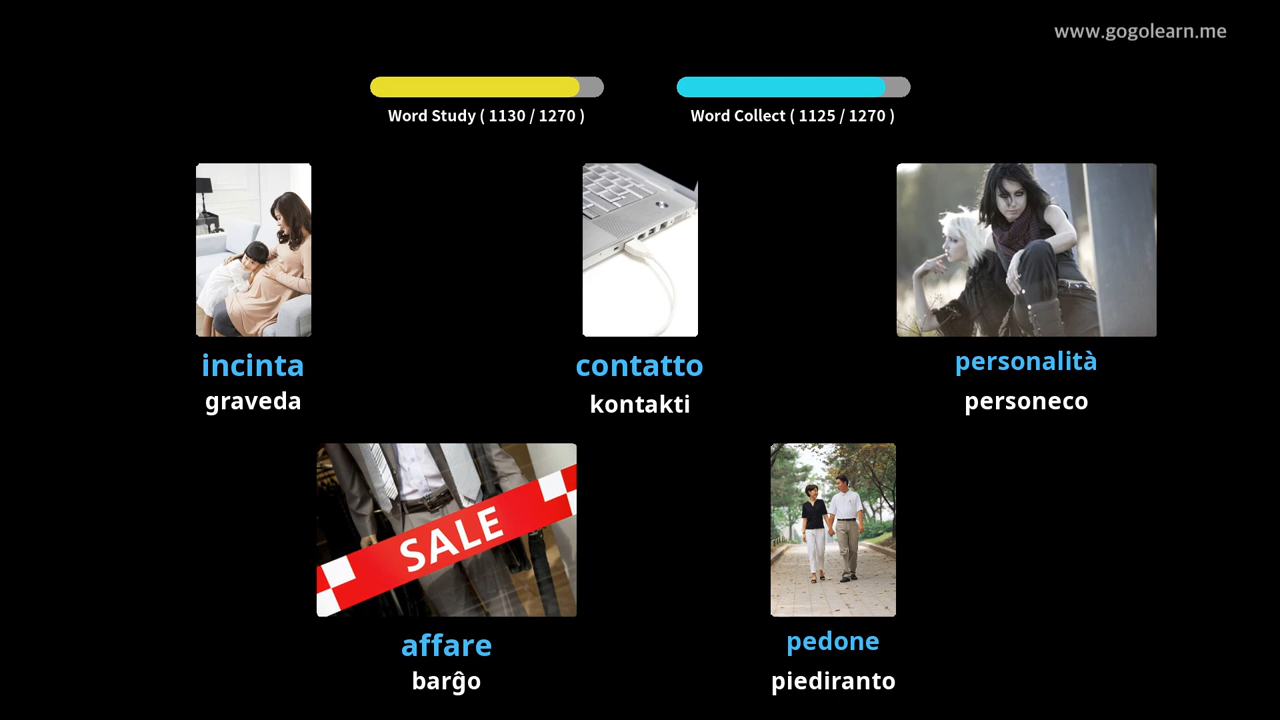 www.gogolearn.me
Word Study ( 1130 / 1270 )
Word Collect ( 1125 / 1270 )
incinta
graveda
contatto
kontakti
personalità
personeco
SALE
affare
barĝo
pedone
piediranto